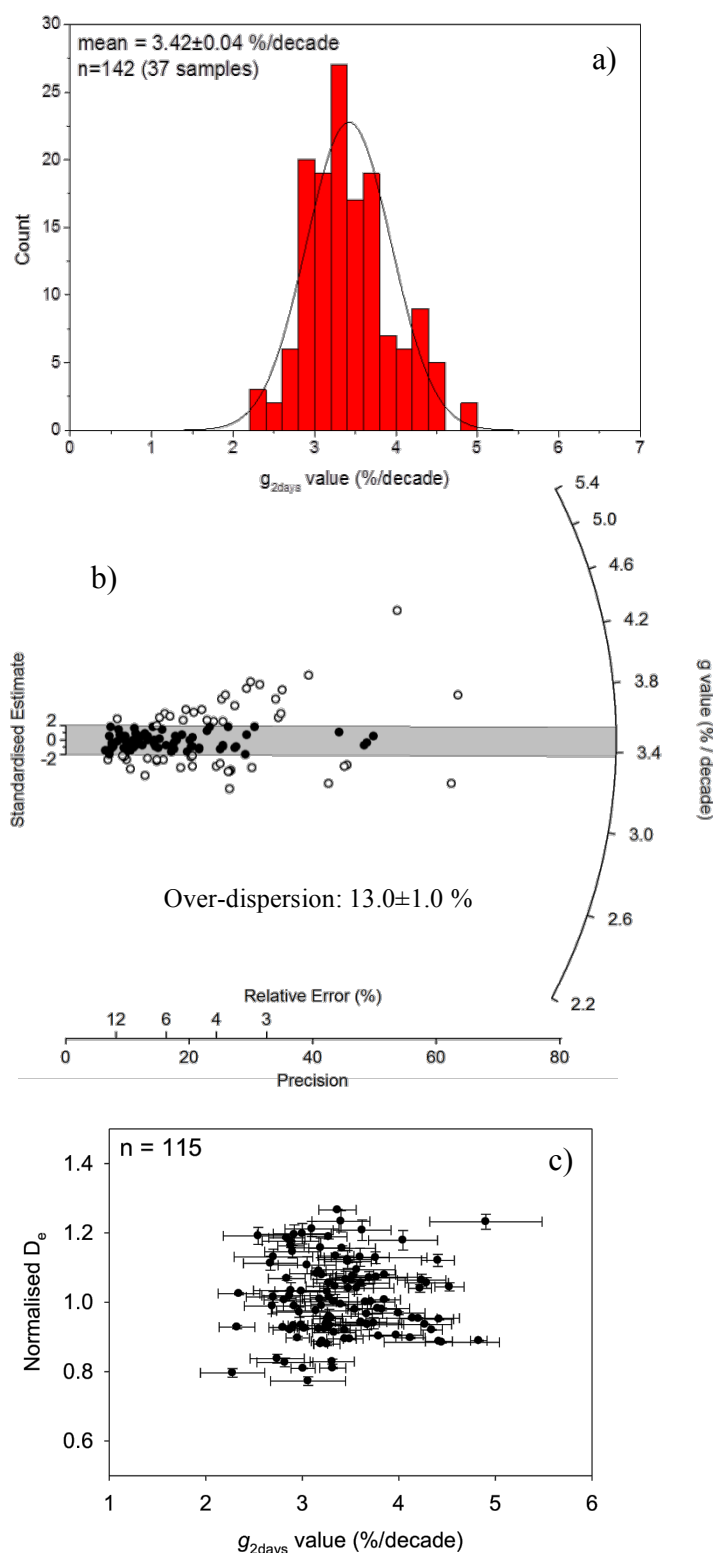 mean = 3.42±0.04 %/decade
n=142 (37 samples)
a)
30
25
20
15
10
5
0
Count
0 1 2 3 4 5 6 7
g2days value (%/decade)
b)
5.4
5.0
4.6
4.2
3.8
3.4
3.0
2.6
2.2
g value (% / decade)
Standardised Estimate
2
0
-2
Over-dispersion: 13.0±1.0 %
Relative Error (%)
12 6 4 3
0 20 40 60 80
Precision
n = 115
c)
1.4
1.2
1.0
0.8
0.6
Normalised De
1 2 3 4 5 6
g2days value (%/decade)